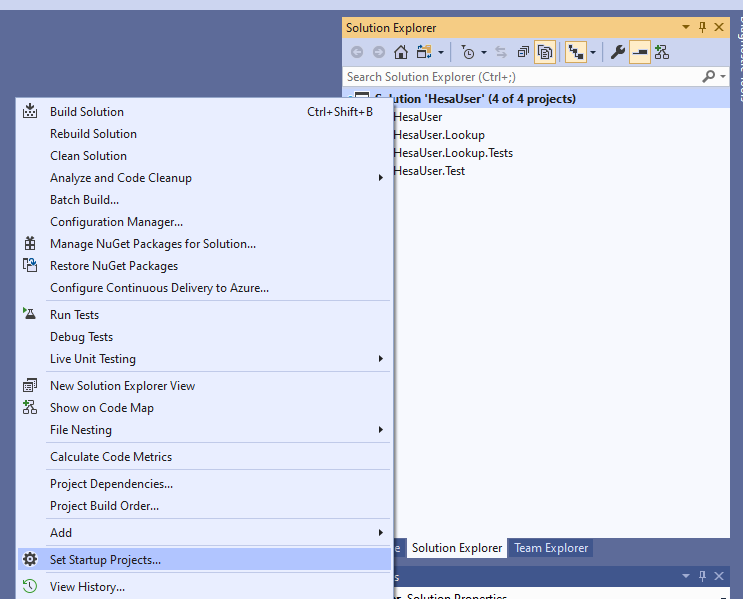 Solution Explorer
Search Solution Explorer (Ctrl+;)
Solution 'HesaUser' (4 of 4 projects)
HesaUser
HesaUser.Lookup
HesaUser.Lookup.Tests
HesaUser.Test
Build Solution Ctrl+Shift+B
Rebuild Solution
Clean Solution
Analyze and Code Cleanup
Batch Build...
Configuration Manager...
Manage NuGet Packages for Solution...
Restore NuGet Packages
Configure Continuous Delivery to Azure...
Run Tests
Debug Tests
Live Unit Testing
New Solution Explorer View
Show on Code Map
File Nesting
Calculate Code Metrics
Project Dependencies...
Project Build Order...
Add
Set Startup Projects...
View History...
Solution Explorer Team Explorer
Solution Properties